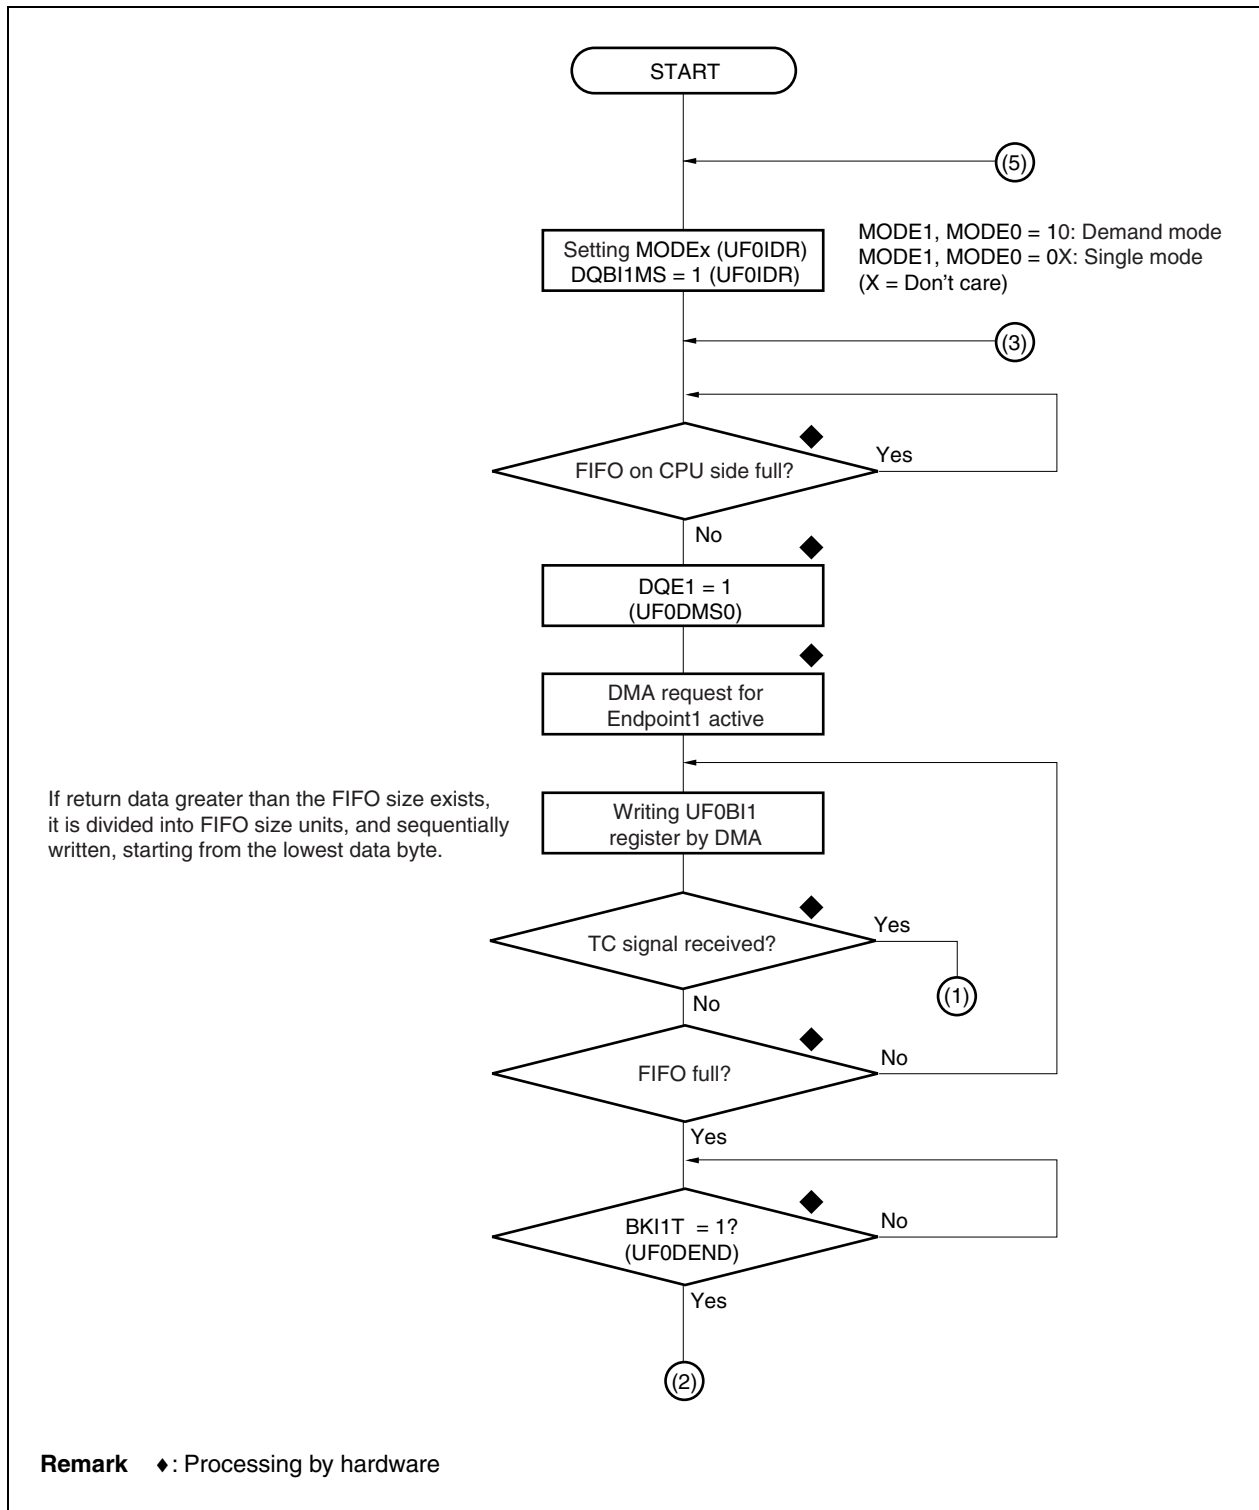 START
(5)
Setting MODEx (UF0IDR)
DQBI1MS = 1 (UF0IDR)
MODE1, MODE0 = 10: Demand mode
MODE1, MODE0 = 0X: Single mode
(X = Don't care)
(3)
FIFO on CPU side full?
Yes
No
DQE1 = 1
(UF0DMS0)
DMA request for
Endpoint1 active
If return data greater than the FIFO size exists,
it is divided into FIFO size units, and sequentially
written, starting from the lowest data byte.
Writing UF0BI1
register by DMA
TC signal received?
Yes
(1)
No
FIFO full?
No
Yes
BKI1T = 1?
(UF0DEND)
No
Yes
(2)
Remark ♦: Processing by hardware